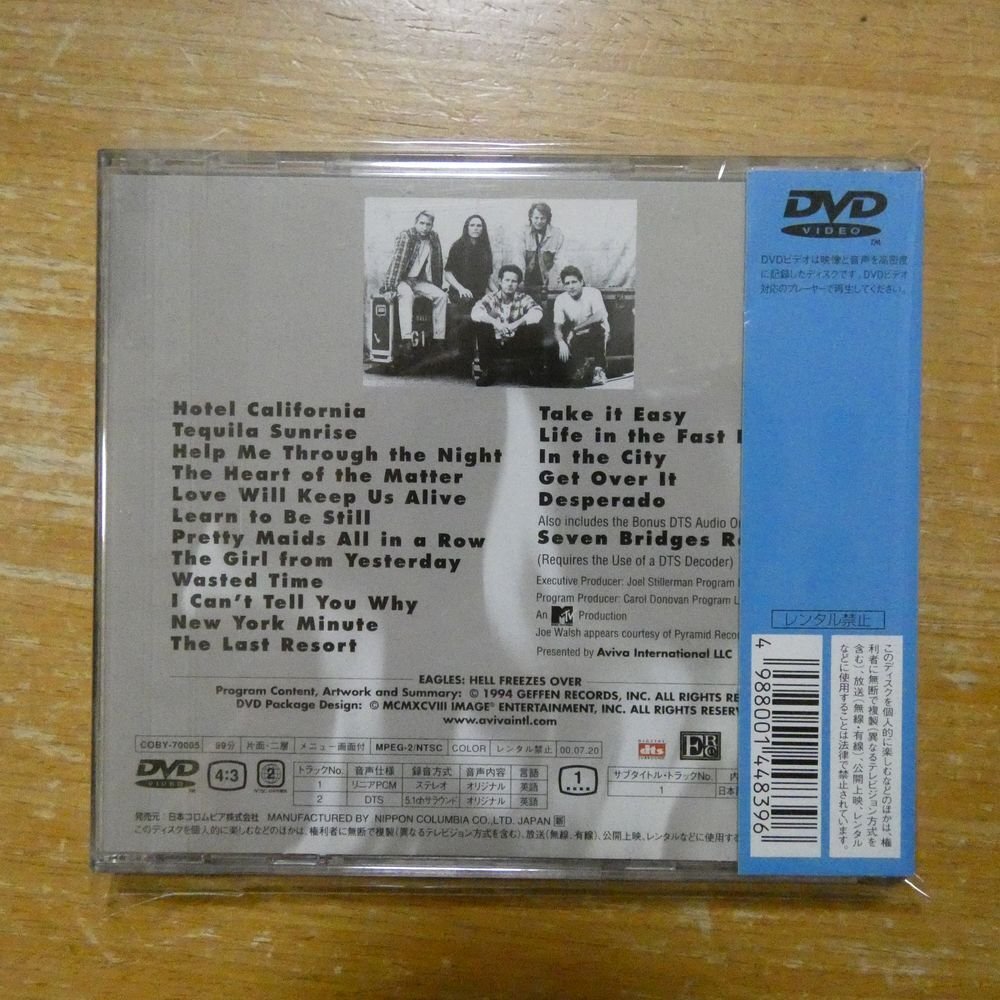 Hotel California
Tequila Sunrise
Help Me Through the Night
The Heart of the Matter
Love Will Keep Us Alive
Learn to Be Still
Pretty Maids All in a Row
The Girl from Yesterday
Wasted Time
I Can't Tell You Why
New York Minute
The Last Resort
Take it Easy
Life in the Fast
In the City
Get Over It
Desperado
Also includes the Bonus DTS Audio
Seven Bridges
(Requires the Use of a DTS Decoder)
Executive Producer: Joel Stillerman Program
Program Producer: Carol Donovan Program
An MTV Production
Joe Walsh appears courtesy of Pyramid
Presented by Aviva International LLC
EAGLES: HELL FREEZES OVER
Program Content, Artwork and Summary: © 1994 GEFFEN RECORDS, INC. ALL RIGHTS
DVD Package Design: © MCMXCVIII IMAGE® ENTERTAINMENT, INC. ALL RIGHTS
www.avivaintl.com
COBY-70005 99分 片面・二層 メニュー画面付 MPEG-2/NTSC COLOR レンタル禁止 00.07.20
DIGITAL dts
DVD VIDEO 4:3 2
トラックNo. 音声仕様 録音方式 音声内容 言語
1 リニアPCM ステレオ オリジナル 英語
2 DTS 5.1chサラウンド オリジナル 英語
1
サブタイトル・トラックNo.
1
発売元:日本コロムビア株式会社 MANUFACTURED BY NIPPON COLUMBIA CO.,LTD. JAPAN
このディスクを個人的に楽しむなどのほかは、権利者に無断で複製(異なるテレビジョン方式を含む)、放送(無線、有線)、公開上映、レンタルなどに使用する
DVD
VIDEO
TM
DVDビデオは映像と音声を高密度
に記録したディスクです。DVDビデオ
対応のプレーヤーで再生してください。
レンタル禁止
4 988001 448396
このディスクを個人的に楽しむなどのほかは、権
利者に無断で複製(異なるテレビジョン方式を
含む)、放送(無線・有線)、公開上映、レンタル
などに使用することは法律で禁止されています。